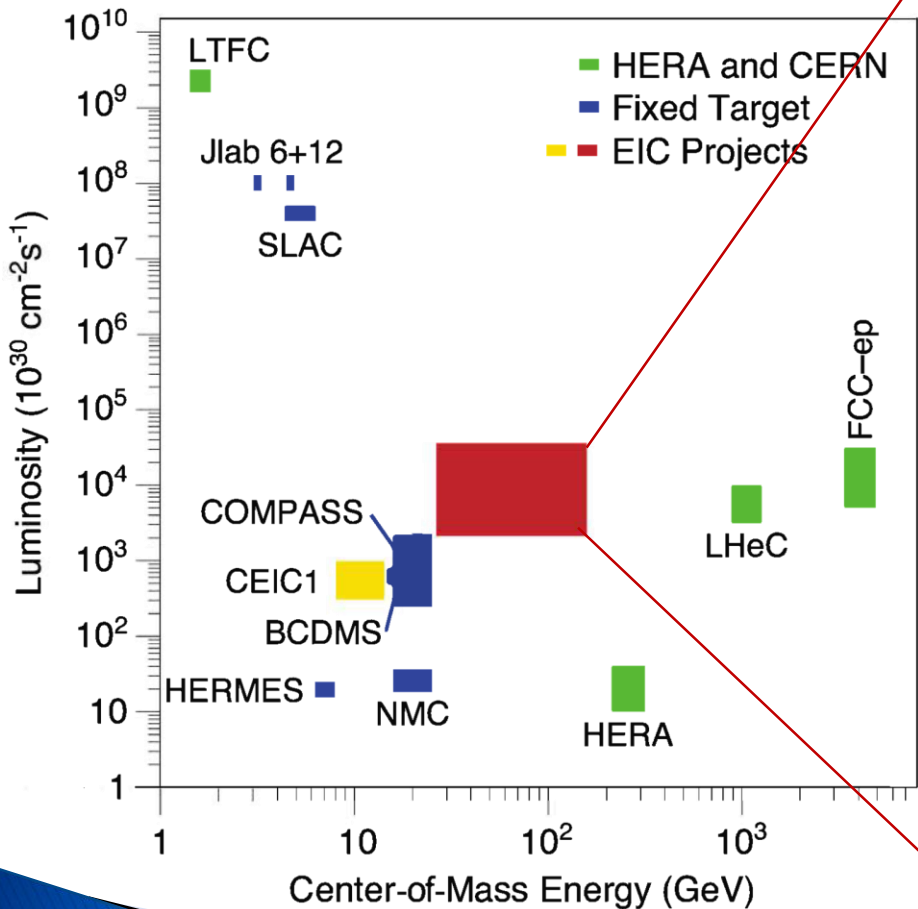 10¹⁰
10⁹
10⁸
10⁷
10⁶
10⁵
10⁴
10³
10²
10
1
Luminosity (10³⁰ cm⁻²s⁻¹)
LTFC
HERA and CERN
Fixed Target
EIC Projects
Jlab 6+12
SLAC
FCC–ep
COMPASS
LHeC
CEIC1
BCDMS
HERMES
NMC
HERA
1
10
10²
10³
Center-of-Mass Energy (GeV)